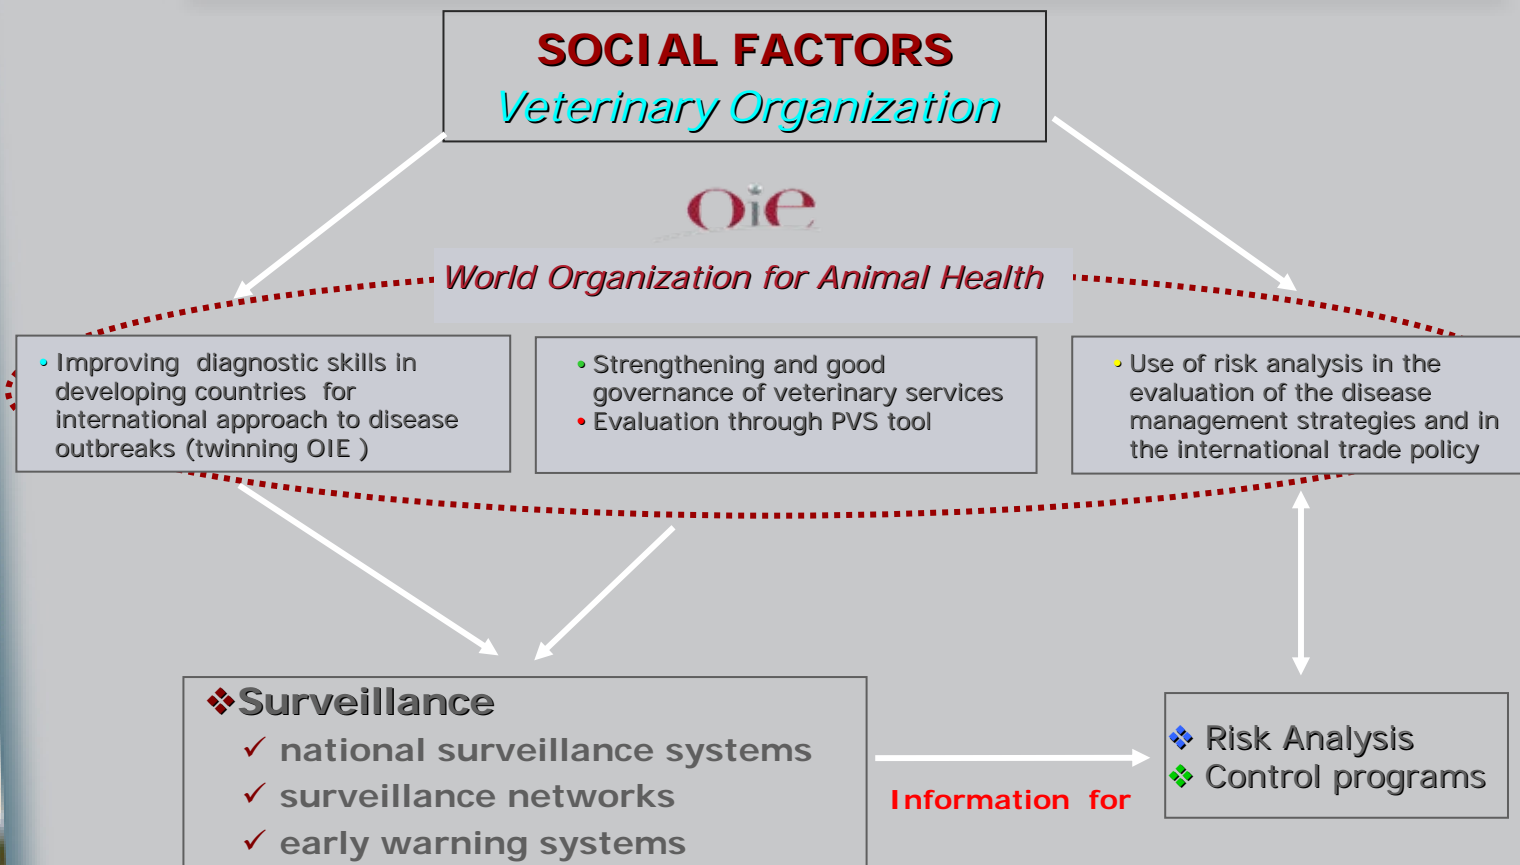 SOCIAL FACTORS
Veterinary Organization
Oie
World Organization for Animal Health
• Improving diagnostic skills in
developing countries for
international approach to disease
outbreaks (twinning OIE )
• Strengthening and good
governance of veterinary services
• Evaluation through PVS tool
• Use of risk analysis in the
evaluation of the disease
management strategies and in
the international trade policy
❖Surveillance
✓ national surveillance systems
✓ surveillance networks
✓ early warning systems
Information for
❖ Risk Analysis
❖ Control programs